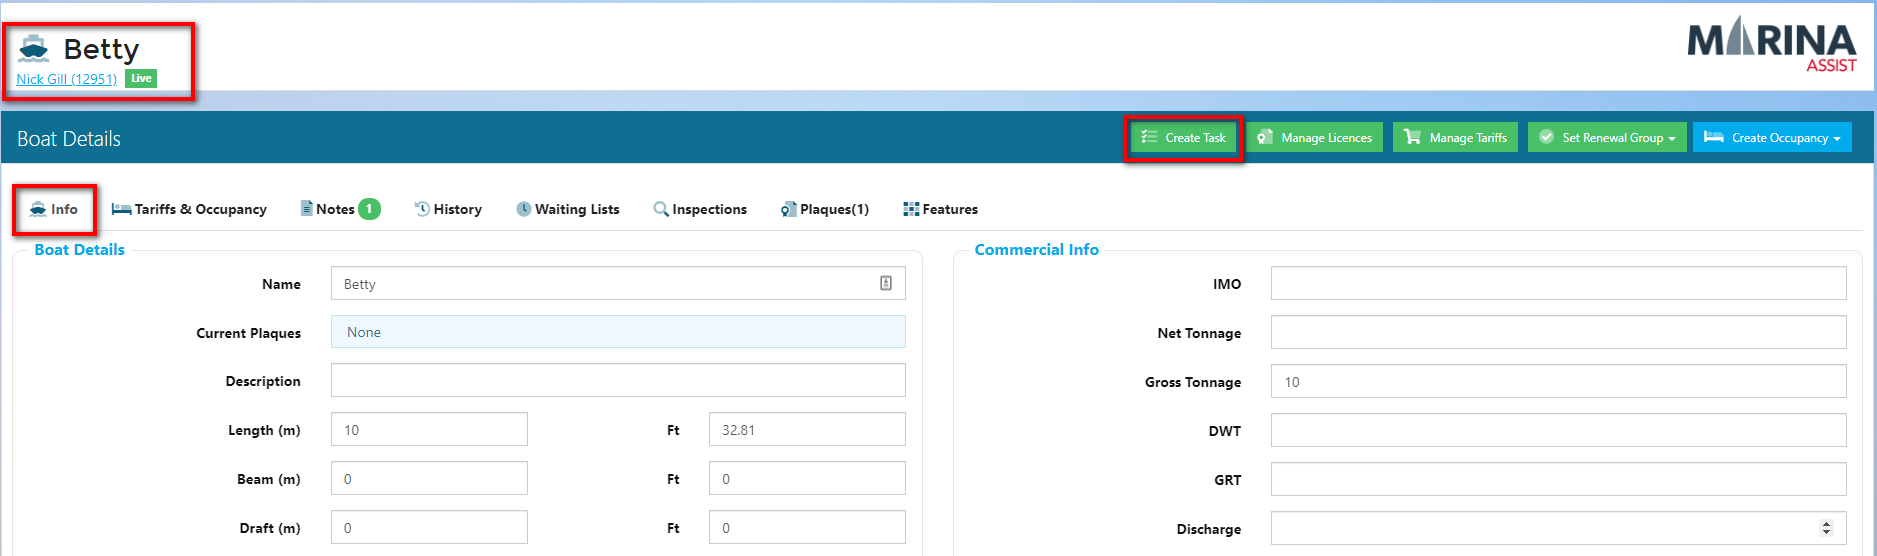 Betty
Nick Gill (12951) Live
MARINA
ASSIST
Boat Details
Create Task
Manage Licences
Manage Tariffs
Set Renewal Group
Create Occupancy
Info
Tariffs & Occupancy
Notes 1
History
Waiting Lists
Inspections
Plaques(1)
Features
Boat Details
Name Betty
Current Plaques None
Description
Length (m) 10 Ft 32.81
Beam (m) 0 Ft 0
Draft (m) 0 Ft 0
Commercial Info
IMO
Net Tonnage
Gross Tonnage 10
DWT
GRT
Discharge